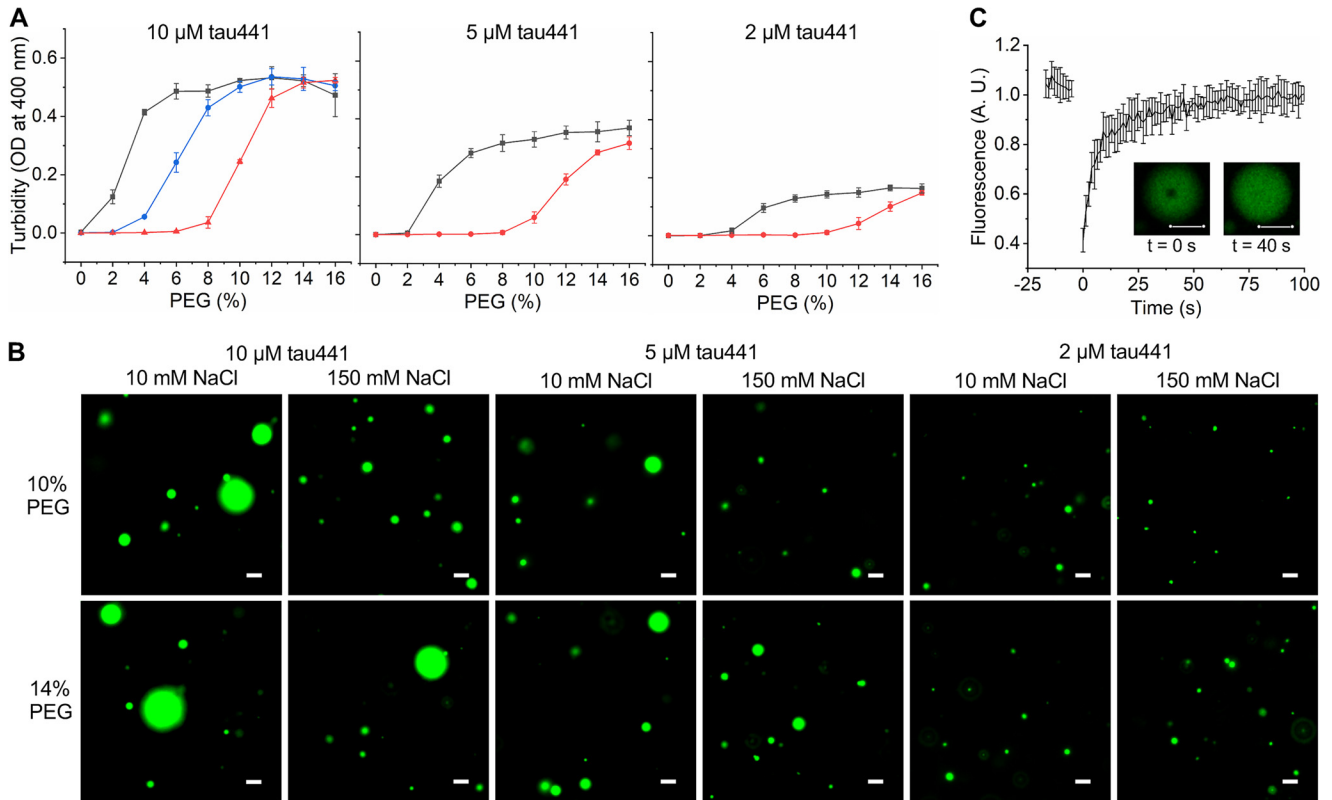 A
10 µM tau441
5 µM tau441
2 µM tau441
Turbidity (OD at 400 nm)
0.6
0.4
0.2
0.0
0 2 4 6 8 10 12 14 16
PEG (%)
0 2 4 6 8 10 12 14 16
PEG (%)
0 2 4 6 8 10 12 14 16
PEG (%)
C
Fluorescence (A. U.)
1.2
1.0
0.8
0.6
0.4
t = 0 s
t = 40 s
-25 0 25 50 75 100
Time (s)
B
10 µM tau441
5 µM tau441
2 µM tau441
10 mM NaCl
150 mM NaCl
10 mM NaCl
150 mM NaCl
10 mM NaCl
150 mM NaCl
10%
PEG
14%
PEG